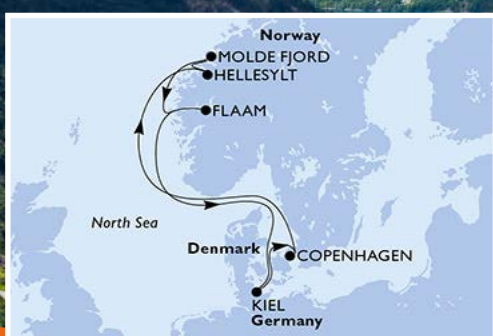 Norway
MOLDE FJORD
HELLESYLT
FLAAM
North Sea
Denmark
COPENHAGEN
KIEL
Germany